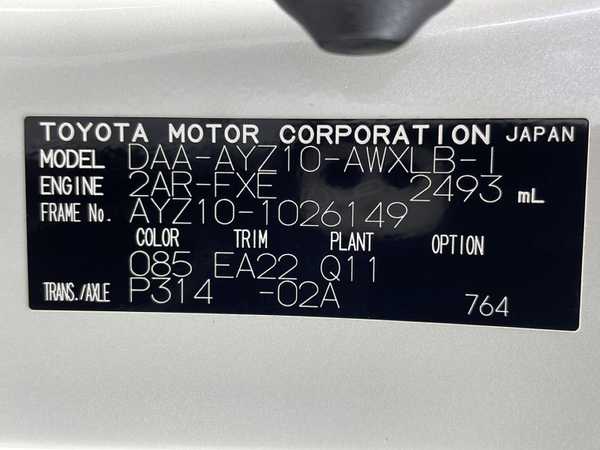 TOYOTA MOTOR CORPORATION JAPAN
MODEL DAA-AYZ10-AWXLB-I
ENGINE 2AR-FXE 2493 mL
FRAME No. AYZ10-1026149
COLOR TRIM PLANT OPTION
085 EA22 Q11
TRANS./AXLE P314 -02A 764